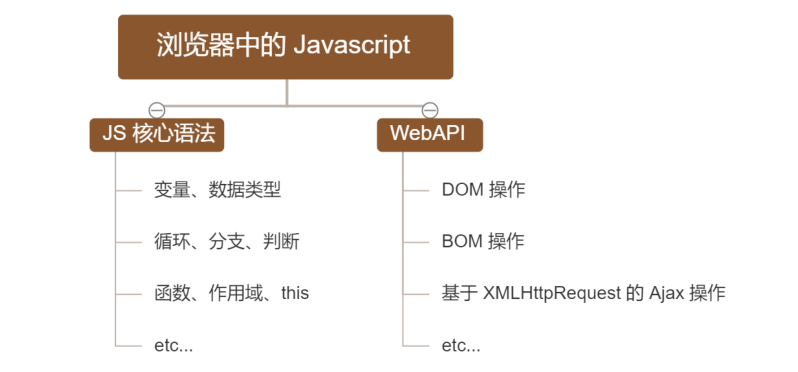 浏览器中的 Javascript
JS 核心语法
变量、数据类型
循环、分支、判断
函数、作用域、this
etc...
WebAPI
DOM 操作
BOM 操作
基于 XMLHttpRequest 的 Ajax 操作
etc...